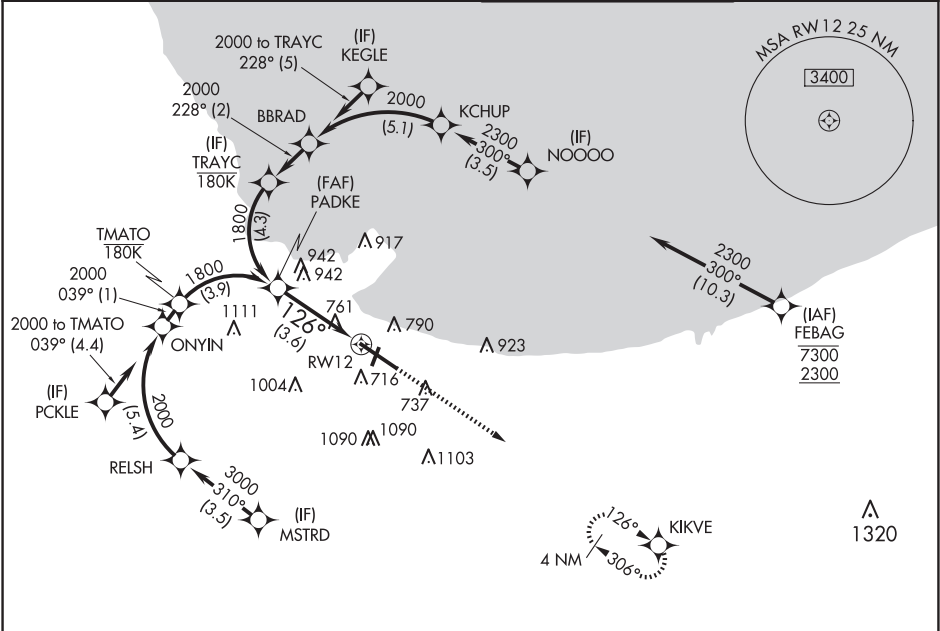 MSA RW12 25 NM
3400
(IF)
KEGLE
2000 to TRAYC
228° (5)
2000
228° (2)
BBRAD
2000
(5.1)
KCHUP
2300
300°
(3.5)
(IF)
NOOOO
(IF)
TRAYC
180K
(FAF)
PADKE
1800
(4.3)
TMATO
180K
2000
039° (1)
1800
(3.9)
942
942
917
2300
300°
(10.3)
(IAF)
FEBAG
7300
2300
2000 to TMATO
039° (4.4)
ONYIN
1111
126°
(3.6)
761
790
RW12
923
(IF)
PCKLE
1004
716
737
2000
(5.4)
1090
1090
1103
RELSH
3000
310°
(3.5)
(IF)
MSTRD
126°
306°
4 NM
KIKVE
1320